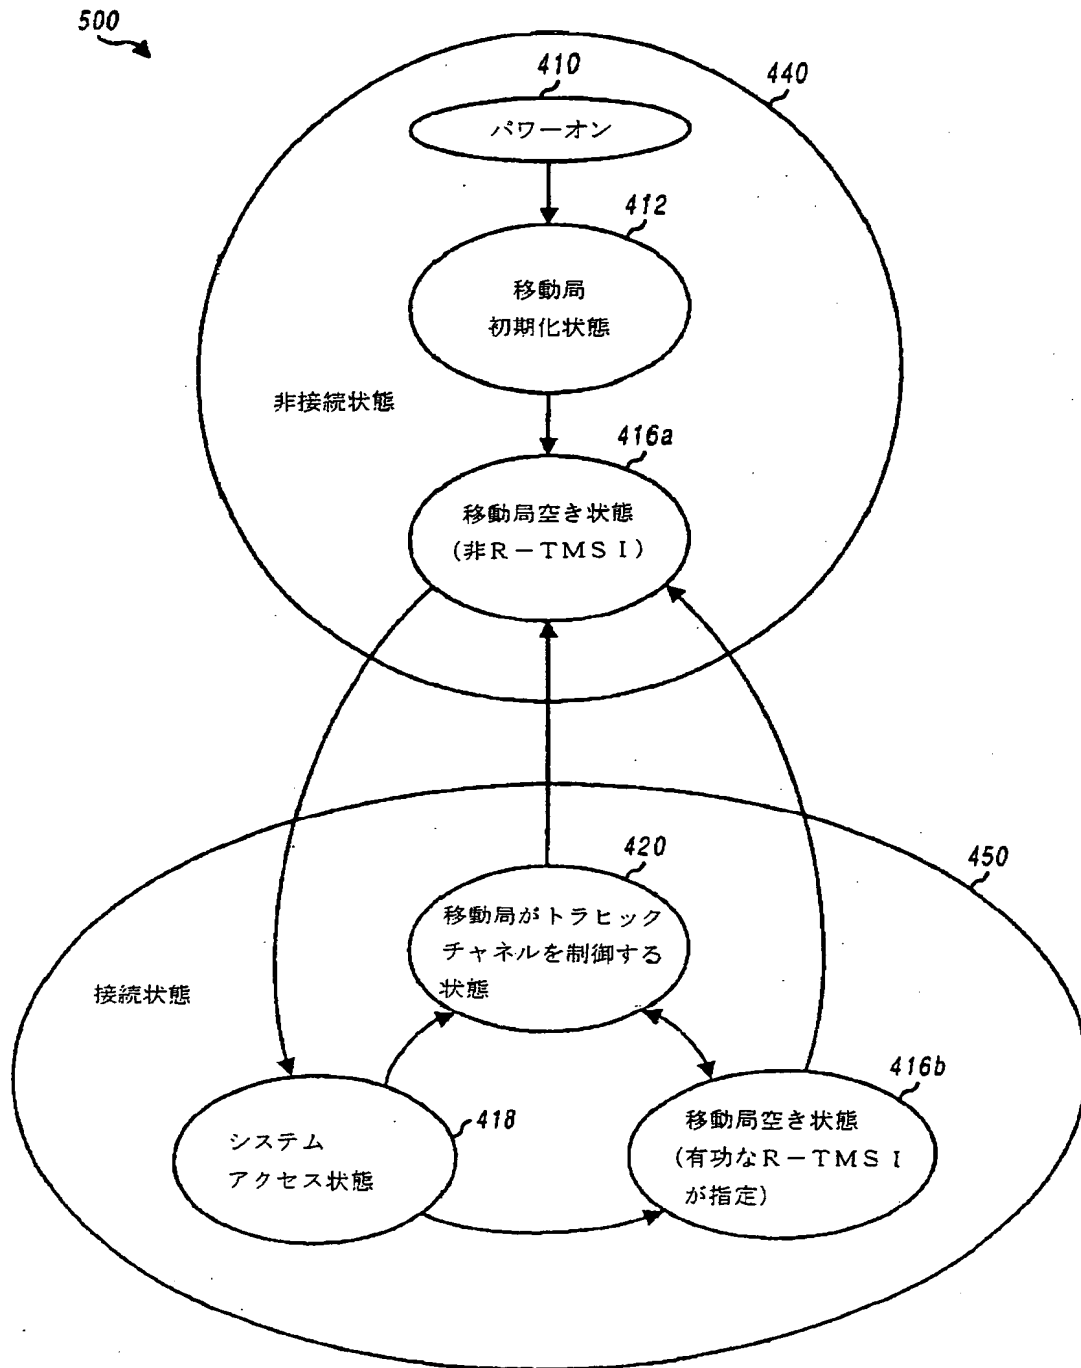 500
440
410
パワーオン
412
移動局
初期化状態
非接続状態
416a
移動局空き状態
(非R-TMSI)
420
450
移動局がトラヒック
チャネルを制御する
状態
接続状態
416b
418
システム
アクセス状態
移動局空き状態
(有功なR-TMSI
が指定)